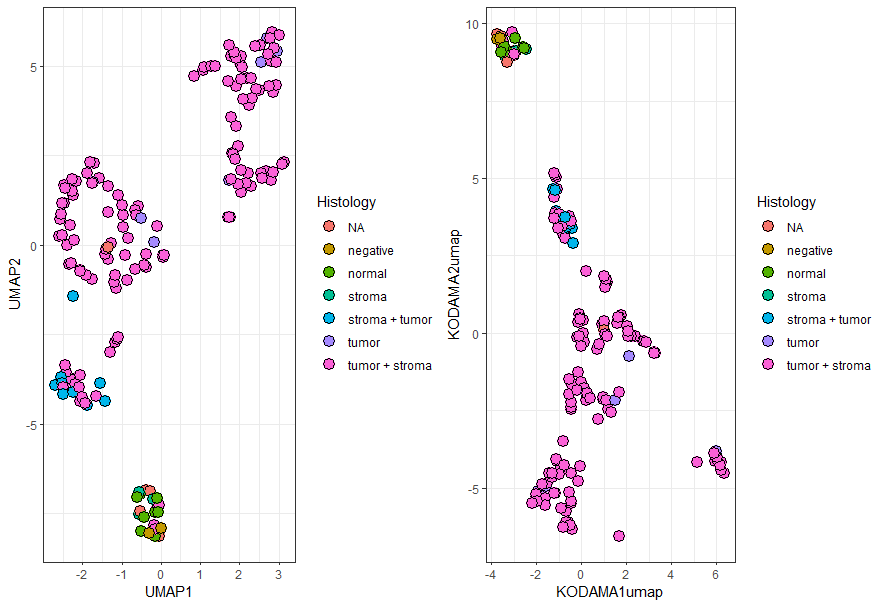 5
0
-5
-2
-1
0
1
2
3
UMAP1
UMAP2
Histology
NA
negative
normal
stroma
stroma + tumor
tumor
tumor + stroma
10
5
0
-5
-4
-2
0
2
4
6
KODAMA1umap
KODAMA2umap
Histology
NA
negative
normal
stroma
stroma + tumor
tumor
tumor + stroma